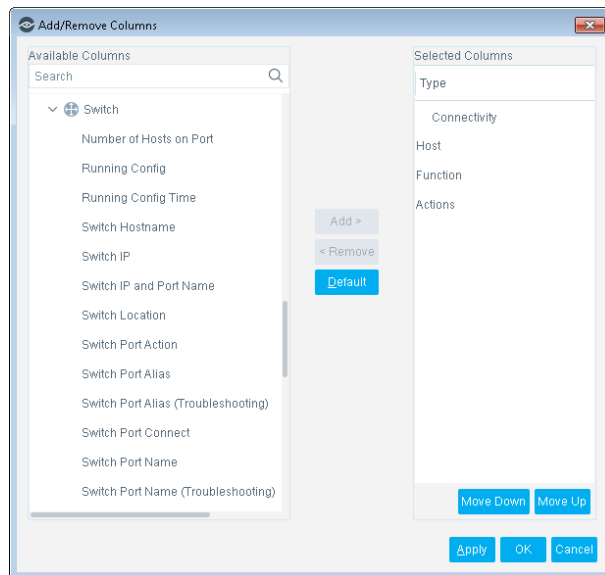 Add/Remove Columns
Available Columns
Search
Switch
Number of Hosts on Port
Running Config
Running Config Time
Switch Hostname
Switch IP
Switch IP and Port Name
Switch Location
Switch Port Action
Switch Port Alias
Switch Port Alias (Troubleshooting)
Switch Port Connect
Switch Port Name
Switch Port Name (Troubleshooting)
Add >
< Remove
Default
Selected Columns
Type
Connectivity
Host
Function
Actions
Move Down Move Up
Apply OK Cancel